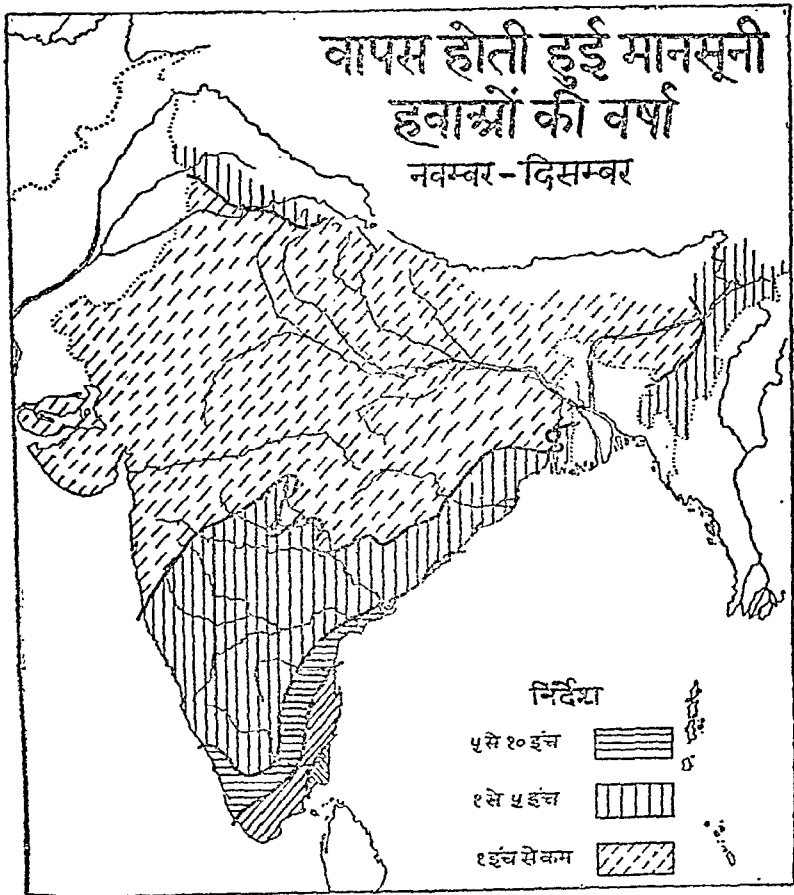 वापस होती हुई मानसूनी
हवाओं की वर्षा
नवम्बर - दिसम्बर
निर्देश
५ से १० इंच
१ से ५ इंच
१ इंच से कम